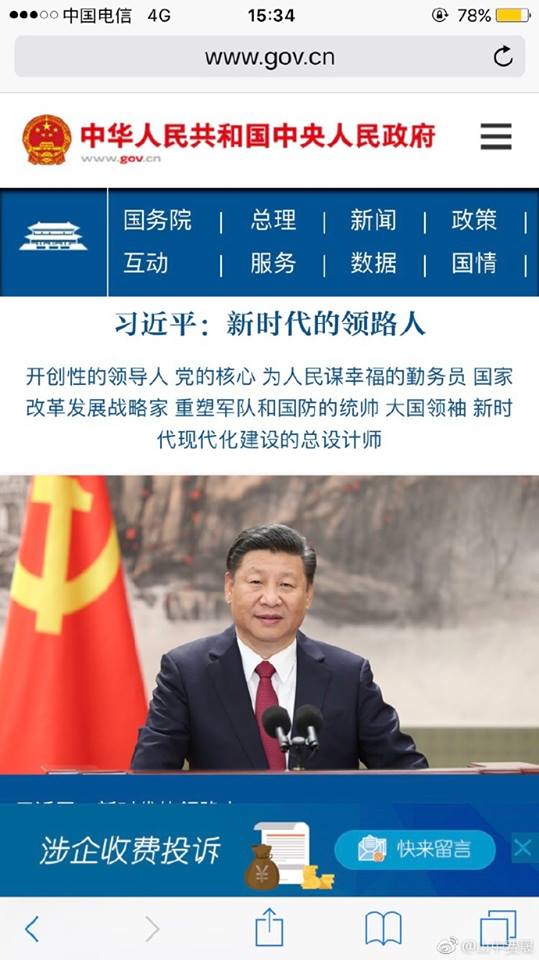 中国电信 4G 15:34 78%
www.gov.cn
中华人民共和国中央人民政府
www.gov.cn
国务院 | 总理 | 新闻 | 政策 |
互动 | 服务 | 数据 | 国情 |
习近平：新时代的领路人
开创性的领导人 党的核心 为人民谋幸福的勤务员 国家
改革发展战略家 重塑军队和国防的统帅 大国领袖 新时
代现代化建设的总设计师
涉企收费投诉
¥
快来留言